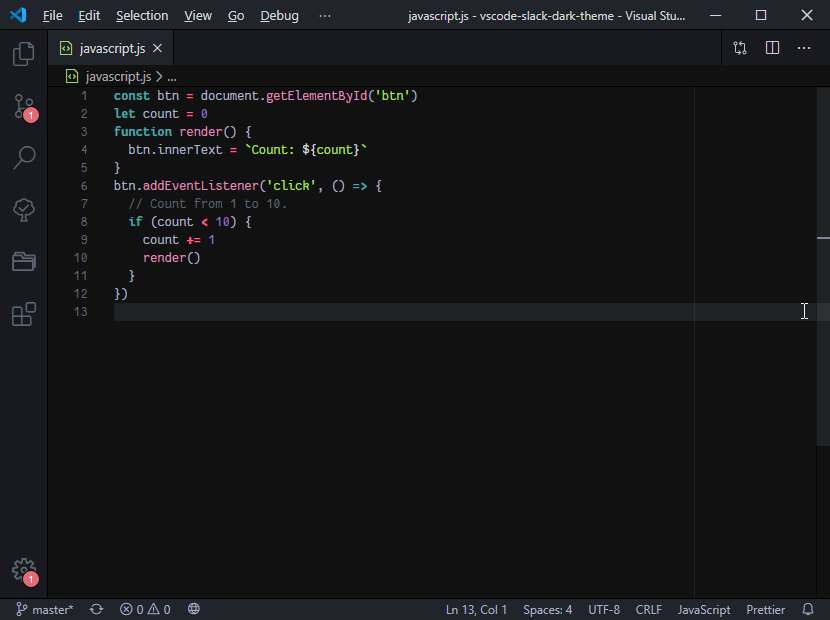 File Edit Selection View Go Debug ··· javascript.js - vscode-slack-dark-theme - Visual Stu...
javascript.js
javascript.js > ...
1 const btn = document.getElementById('btn')
2 let count = 0
3 function render() {
4 btn.innerText = `Count: ${count}`
5 }
6 btn.addEventListener('click', () => {
7 // Count from 1 to 10.
8 if (count < 10) {
9 count += 1
10 render()
11 }
12 })
13
1
1
master* 0 0 Ln 13, Col 1 Spaces: 4 UTF-8 CRLF JavaScript Prettier